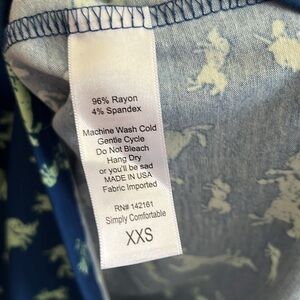 96% Rayon
4% Spandex
Machine Wash Cold
Gentle Cycle
Do Not Bleach
Hang Dry
or you'll be sad
MADE IN USA
Fabric Imported
RN# 142161
Simply Comfortable
XXS